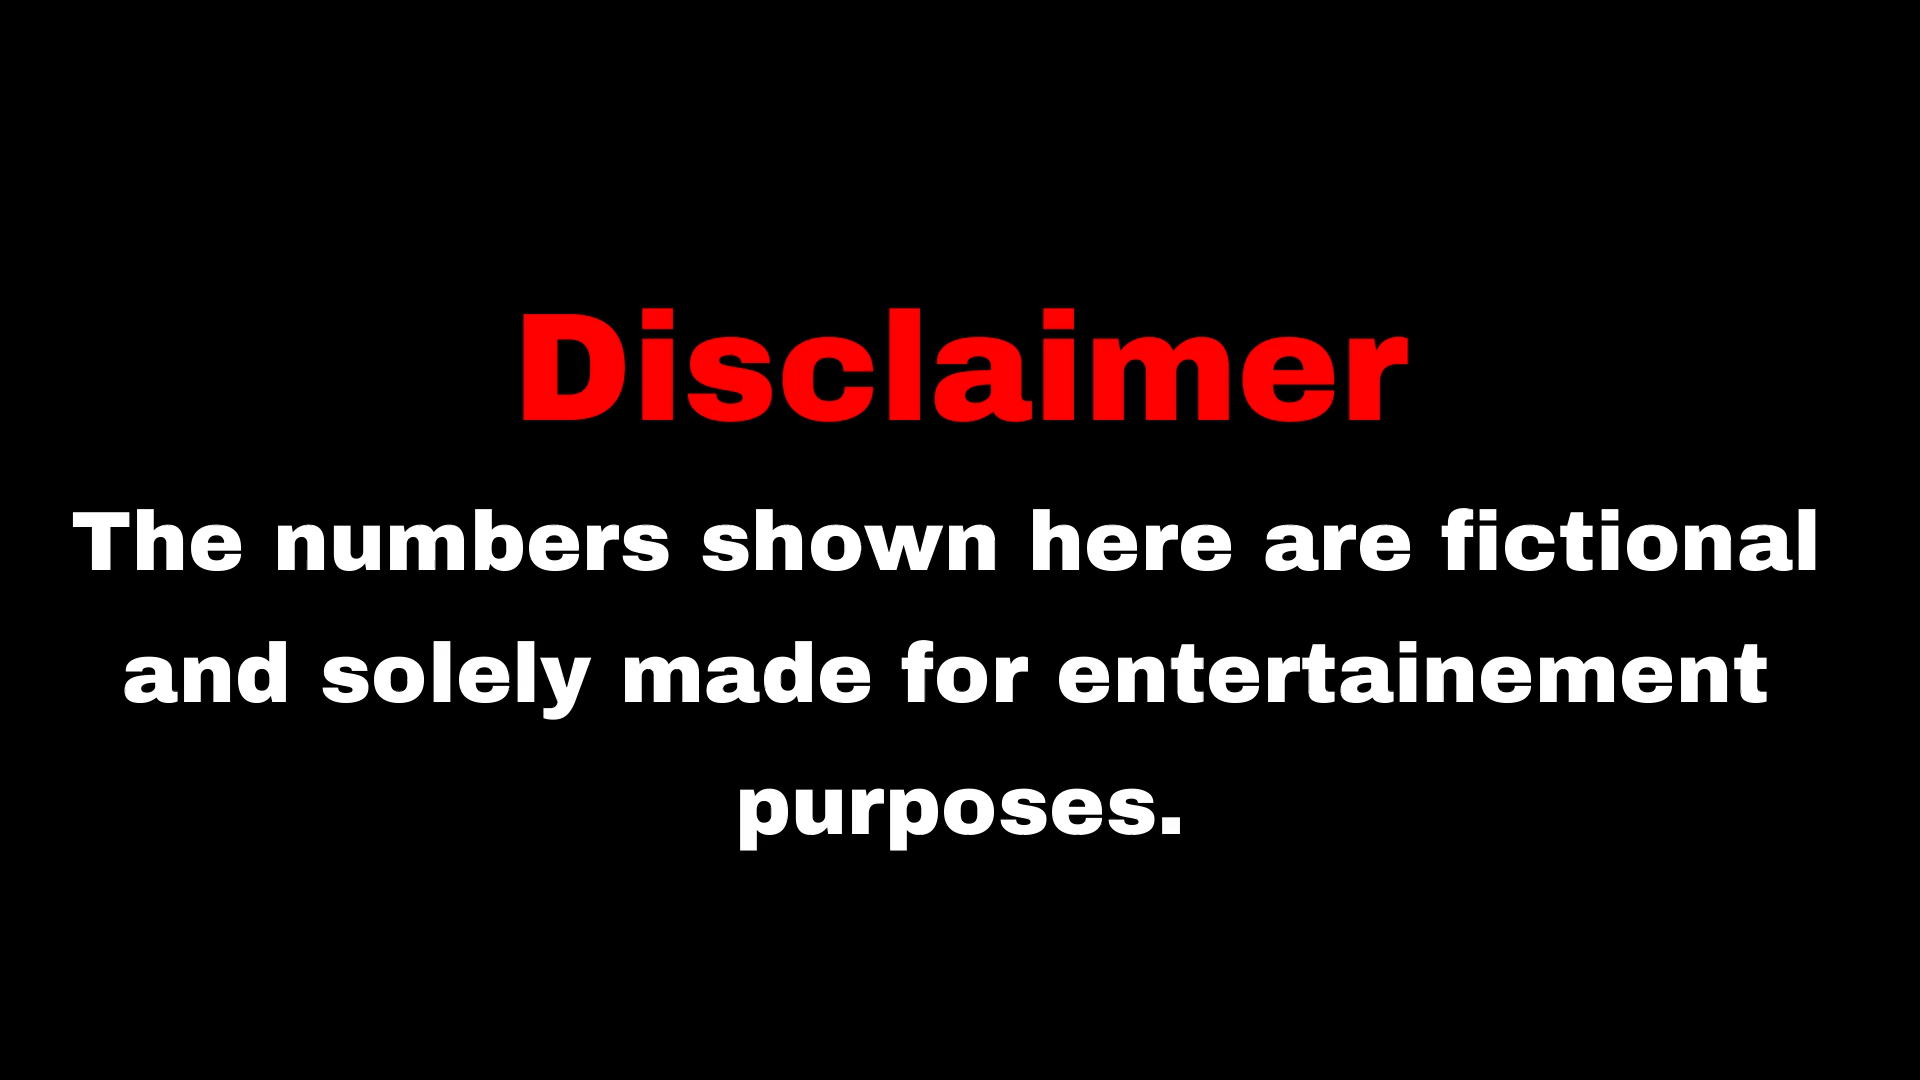 Disclaimer
The numbers shown here are fictional
and solely made for entertainement
purposes.